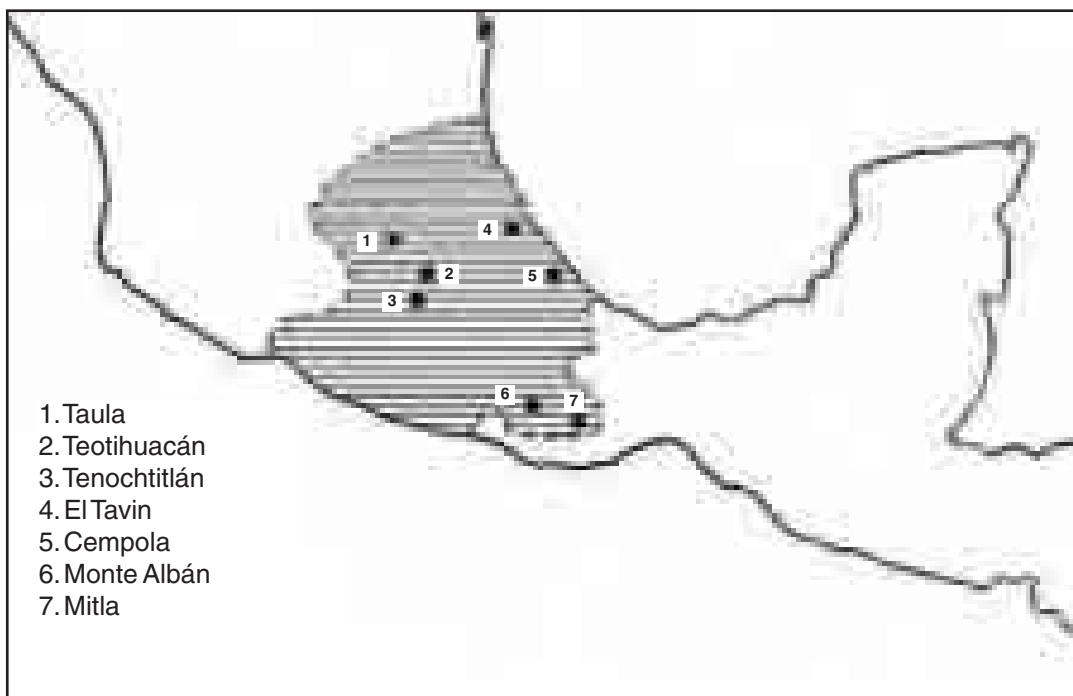 4
1
2
5
3
6
7
1. Taula
2. Teotihuacán
3. Tenochtitlán
4. El Tavin
5. Cempola
6. Monte Albán
7. Mitla